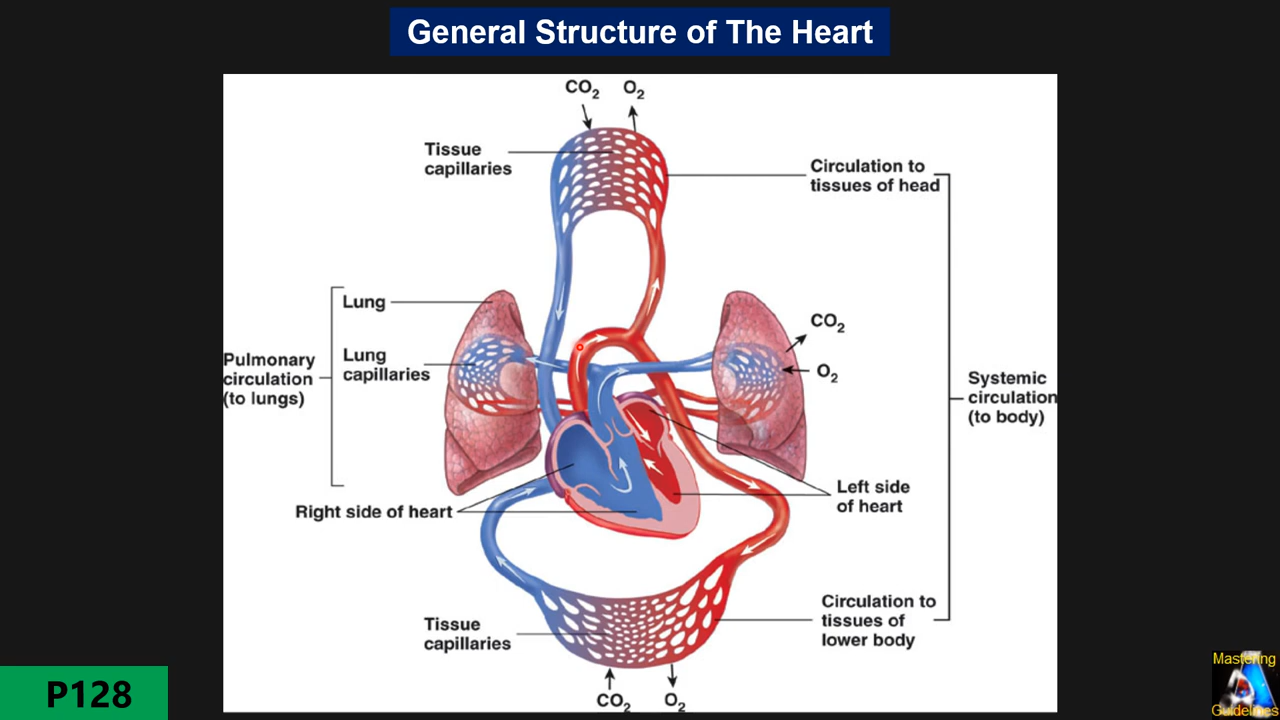 General Structure of The Heart
CO2 O2
Tissue
capillaries
Circulation to
tissues of head
Lung
CO2
Lung
capillaries
O2
Pulmonary
circulation
(to lungs)
Systemic
circulation
(to body)
Left side
of heart
Right side of heart
Circulation to
tissues of
lower body
Tissue
capillaries
CO2 O2
P128
Mastering
Guidelines